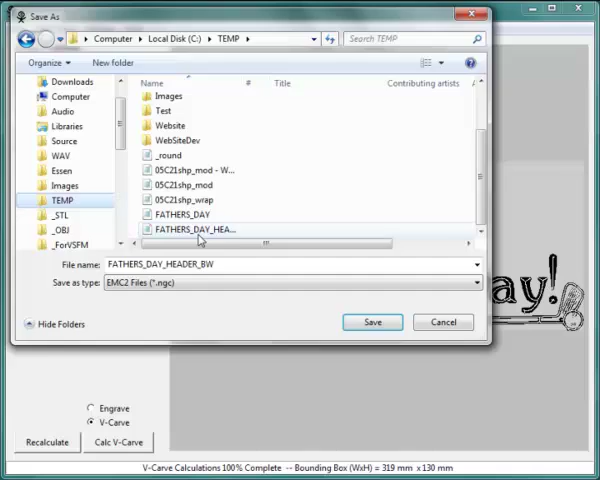 Save As
Computer Local Disk (C:) TEMP Search TEMP
Organize New folder
Name # Title Contributing artists
Downloads
Computer
Audio
Libraries
Source
WAV
Essen
Images
TEMP
_STL
_OBJ
_ForVSFM
Images
Test
Website
WebSiteDev
_round
05C21shp_mod - W...
05C21shp_mod
05C21shp_wrap
FATHERS_DAY
FATHERS_DAY_HEA...
File name: FATHERS_DAY_HEADER_BW
Save as type: EMC2 Files (*.ngc)
Hide Folders Save Cancel
ay!
Engrave
V-Carve
Recalculate Calc V-Carve
V-Carve Calculations 100% Complete -- Bounding Box (WxH) = 319 mm x 130 mm